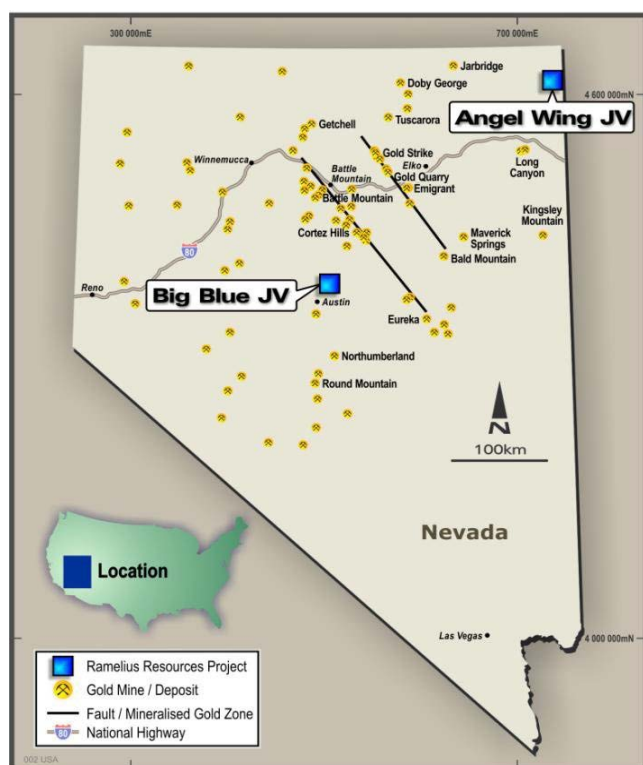 300 000mE
700 000mE
Jarbridge
Doby George
4 600 000mN
Angel Wing JV
Tuscarora
Getchell
Gold Strike
Winnemucca
Elko
Long
Canyon
Battle
Mountain
Gold Quarry
Emigrant
Battle Mountain
Kingsley
Mountain
Cortez Hills
Maverick
Springs
80
Bald Mountain
Reno
Big Blue JV
Austin
Eureka
Northumberland
Round Mountain
N
100km
Nevada
Location
Las Vegas
4 000 000mN
Ramelius Resources Project
Gold Mine / Deposit
Fault / Mineralised Gold Zone
80
National Highway
002 USA